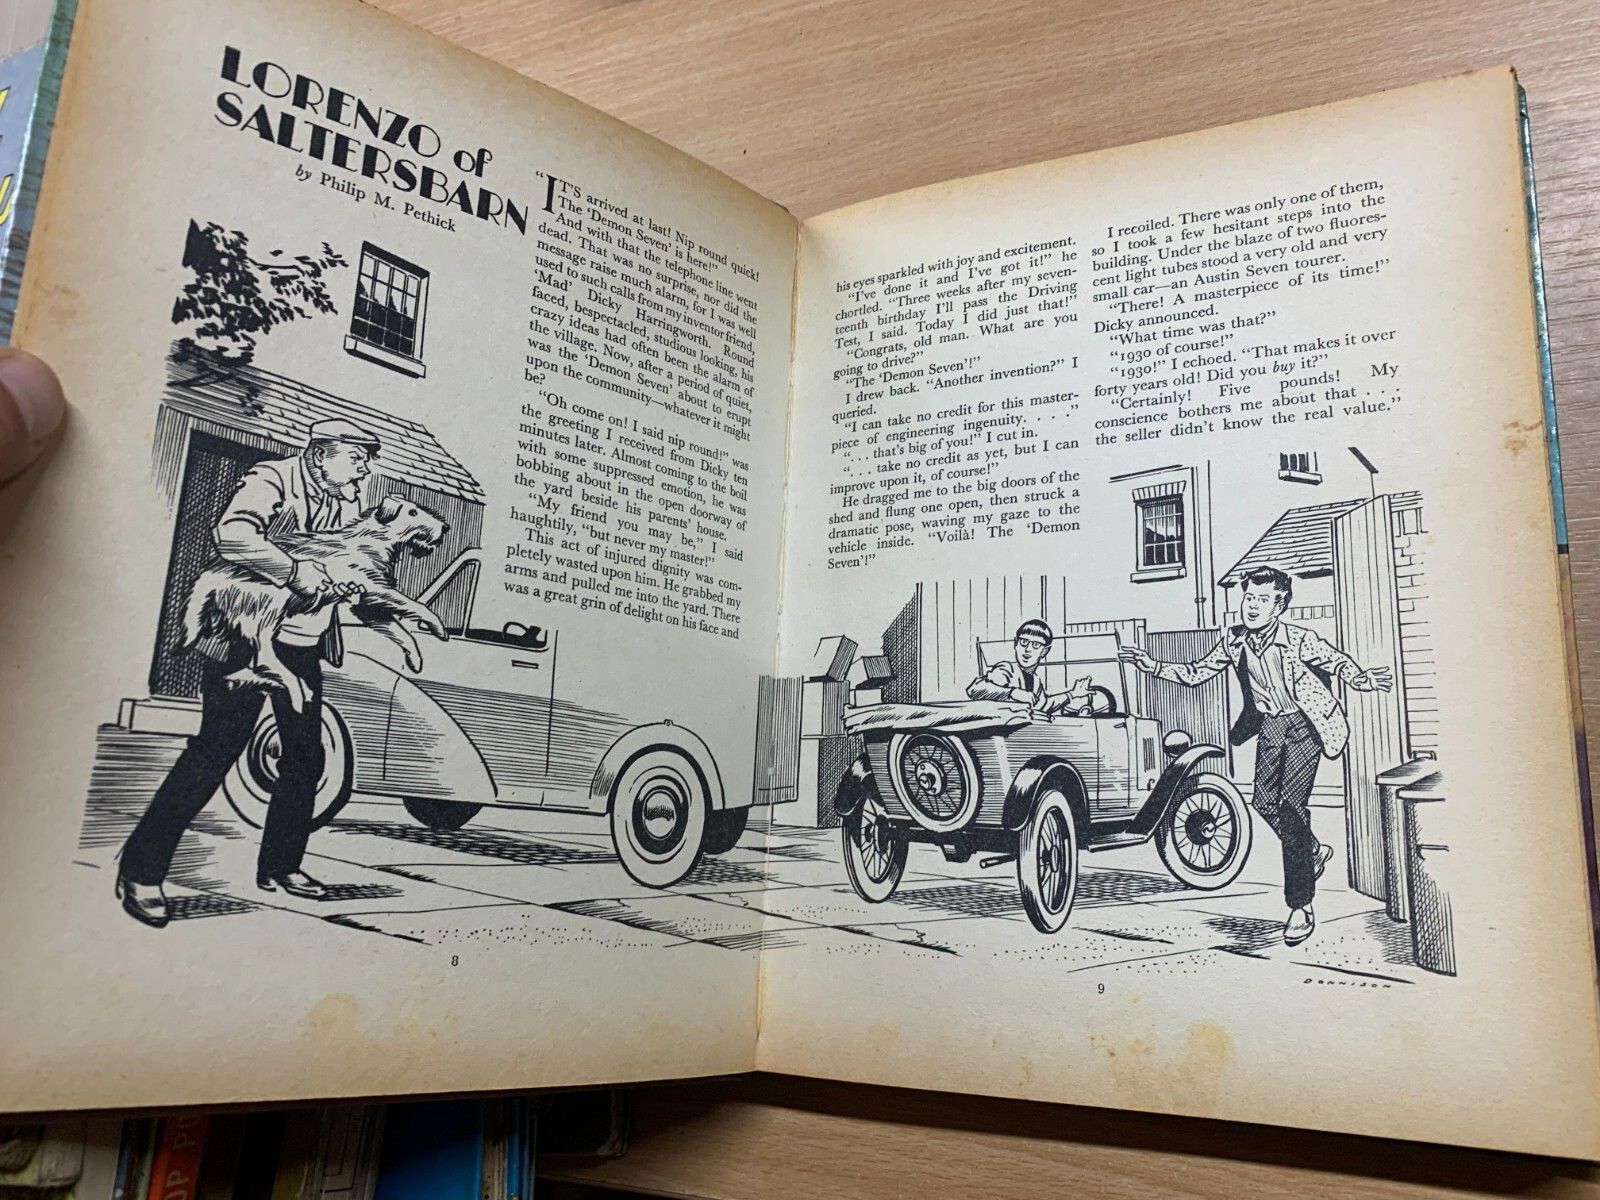 LORENZO of
SALTERSBARN
by Philip M. Pethick
"IT'S arrived at last! Nip round quick!
The 'Demon Seven' is here!"
And with that the telephone line went
dead. That was no surprise, nor did the
message raise much alarm, for I was well
used to such calls from my inventor friend,
'Mad' Dicky Harringworth. Round
faced, bespectacled, studious looking, his
crazy ideas had often been the alarm of
the village. Now, after a period of quiet,
was the 'Demon Seven' about to erupt
upon the community—whatever it might
be?
"Oh come on! I said nip round!" was
the greeting I received from Dicky ten
minutes later. Almost coming to the boil
with some suppressed emotion, he was
bobbing about in the open doorway of
the yard beside his parents' house.
"My friend you may be," I said
haughtily, "but never my master!"
This act of injured dignity was com-
pletely wasted upon him. He grabbed my
arms and pulled me into the yard. There
was a great grin of delight on his face and
8
his eyes sparkled with joy and excitement.
"I've done it and I've got it!" he
chortled. "Three weeks after my seven-
teenth birthday I'll pass the Driving
Test, I said. Today I did just that!"
"Congrats, old man. What are you
going to drive?"
"The 'Demon Seven'!"
I drew back. "Another invention?" I
queried.
"I can take no credit for this master-
piece of engineering ingenuity. . . ."
". . . that's big of you!" I cut in.
". . . take no credit as yet, but I can
improve upon it, of course!"
He dragged me to the big doors of the
shed and flung one open, then struck a
dramatic pose, waving my gaze to the
vehicle inside. "Voilà! The 'Demon
Seven'!"
I recoiled. There was only one of them,
so I took a few hesitant steps into the
building. Under the blaze of two fluores-
cent light tubes stood a very old and very
small car—an Austin Seven tourer.
"There! A masterpiece of its time!"
Dicky announced.
"What time was that?"
"1930 of course!"
"1930!" I echoed. "That makes it over
forty years old! Did you buy it?"
"Certainly! Five pounds! My
conscience bothers me about that . . .
the seller didn't know the real value."
DONNISON
9
UP PO